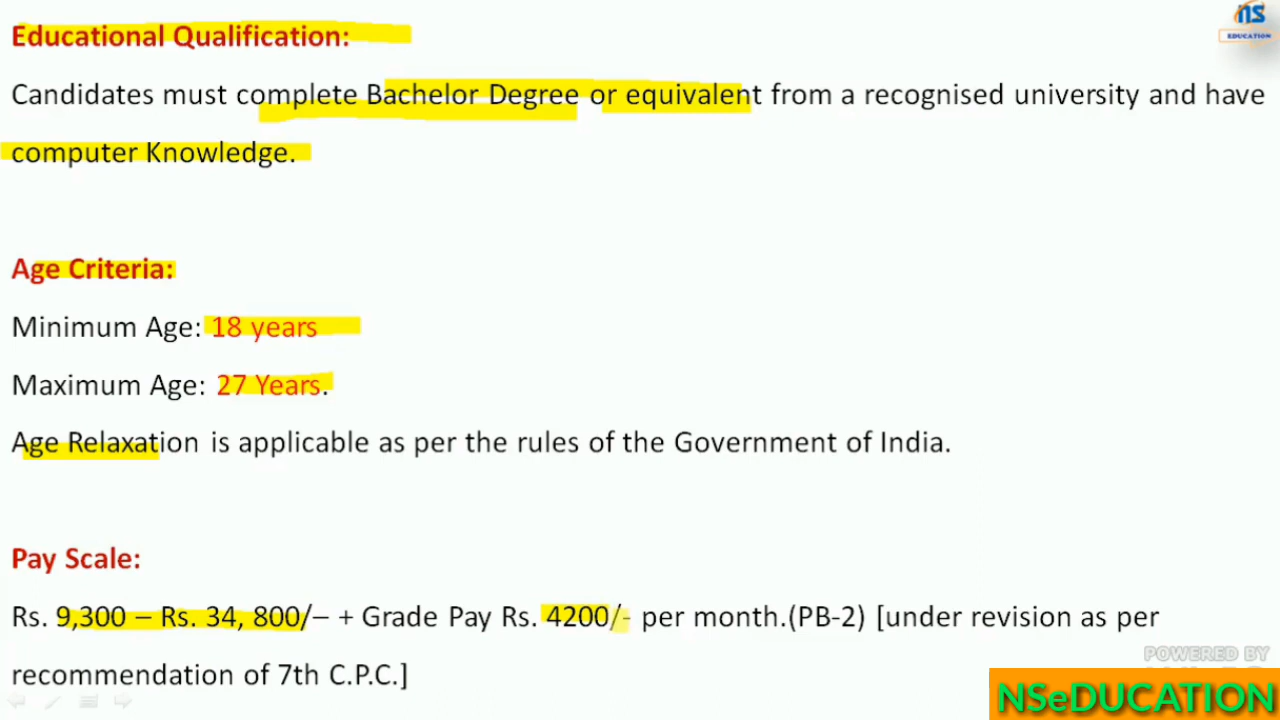 ns
EDUCATION
Educational Qualification:
Candidates must complete Bachelor Degree or equivalent from a recognised university and have
computer Knowledge.
Age Criteria:
Minimum Age: 18 years
Maximum Age: 27 Years.
Age Relaxation is applicable as per the rules of the Government of India.
Pay Scale:
Rs. 9,300 – Rs. 34, 800/– + Grade Pay Rs. 4200/- per month.(PB-2) [under revision as per
recommendation of 7th C.P.C.]
POWERED BY
NSeDUCATION